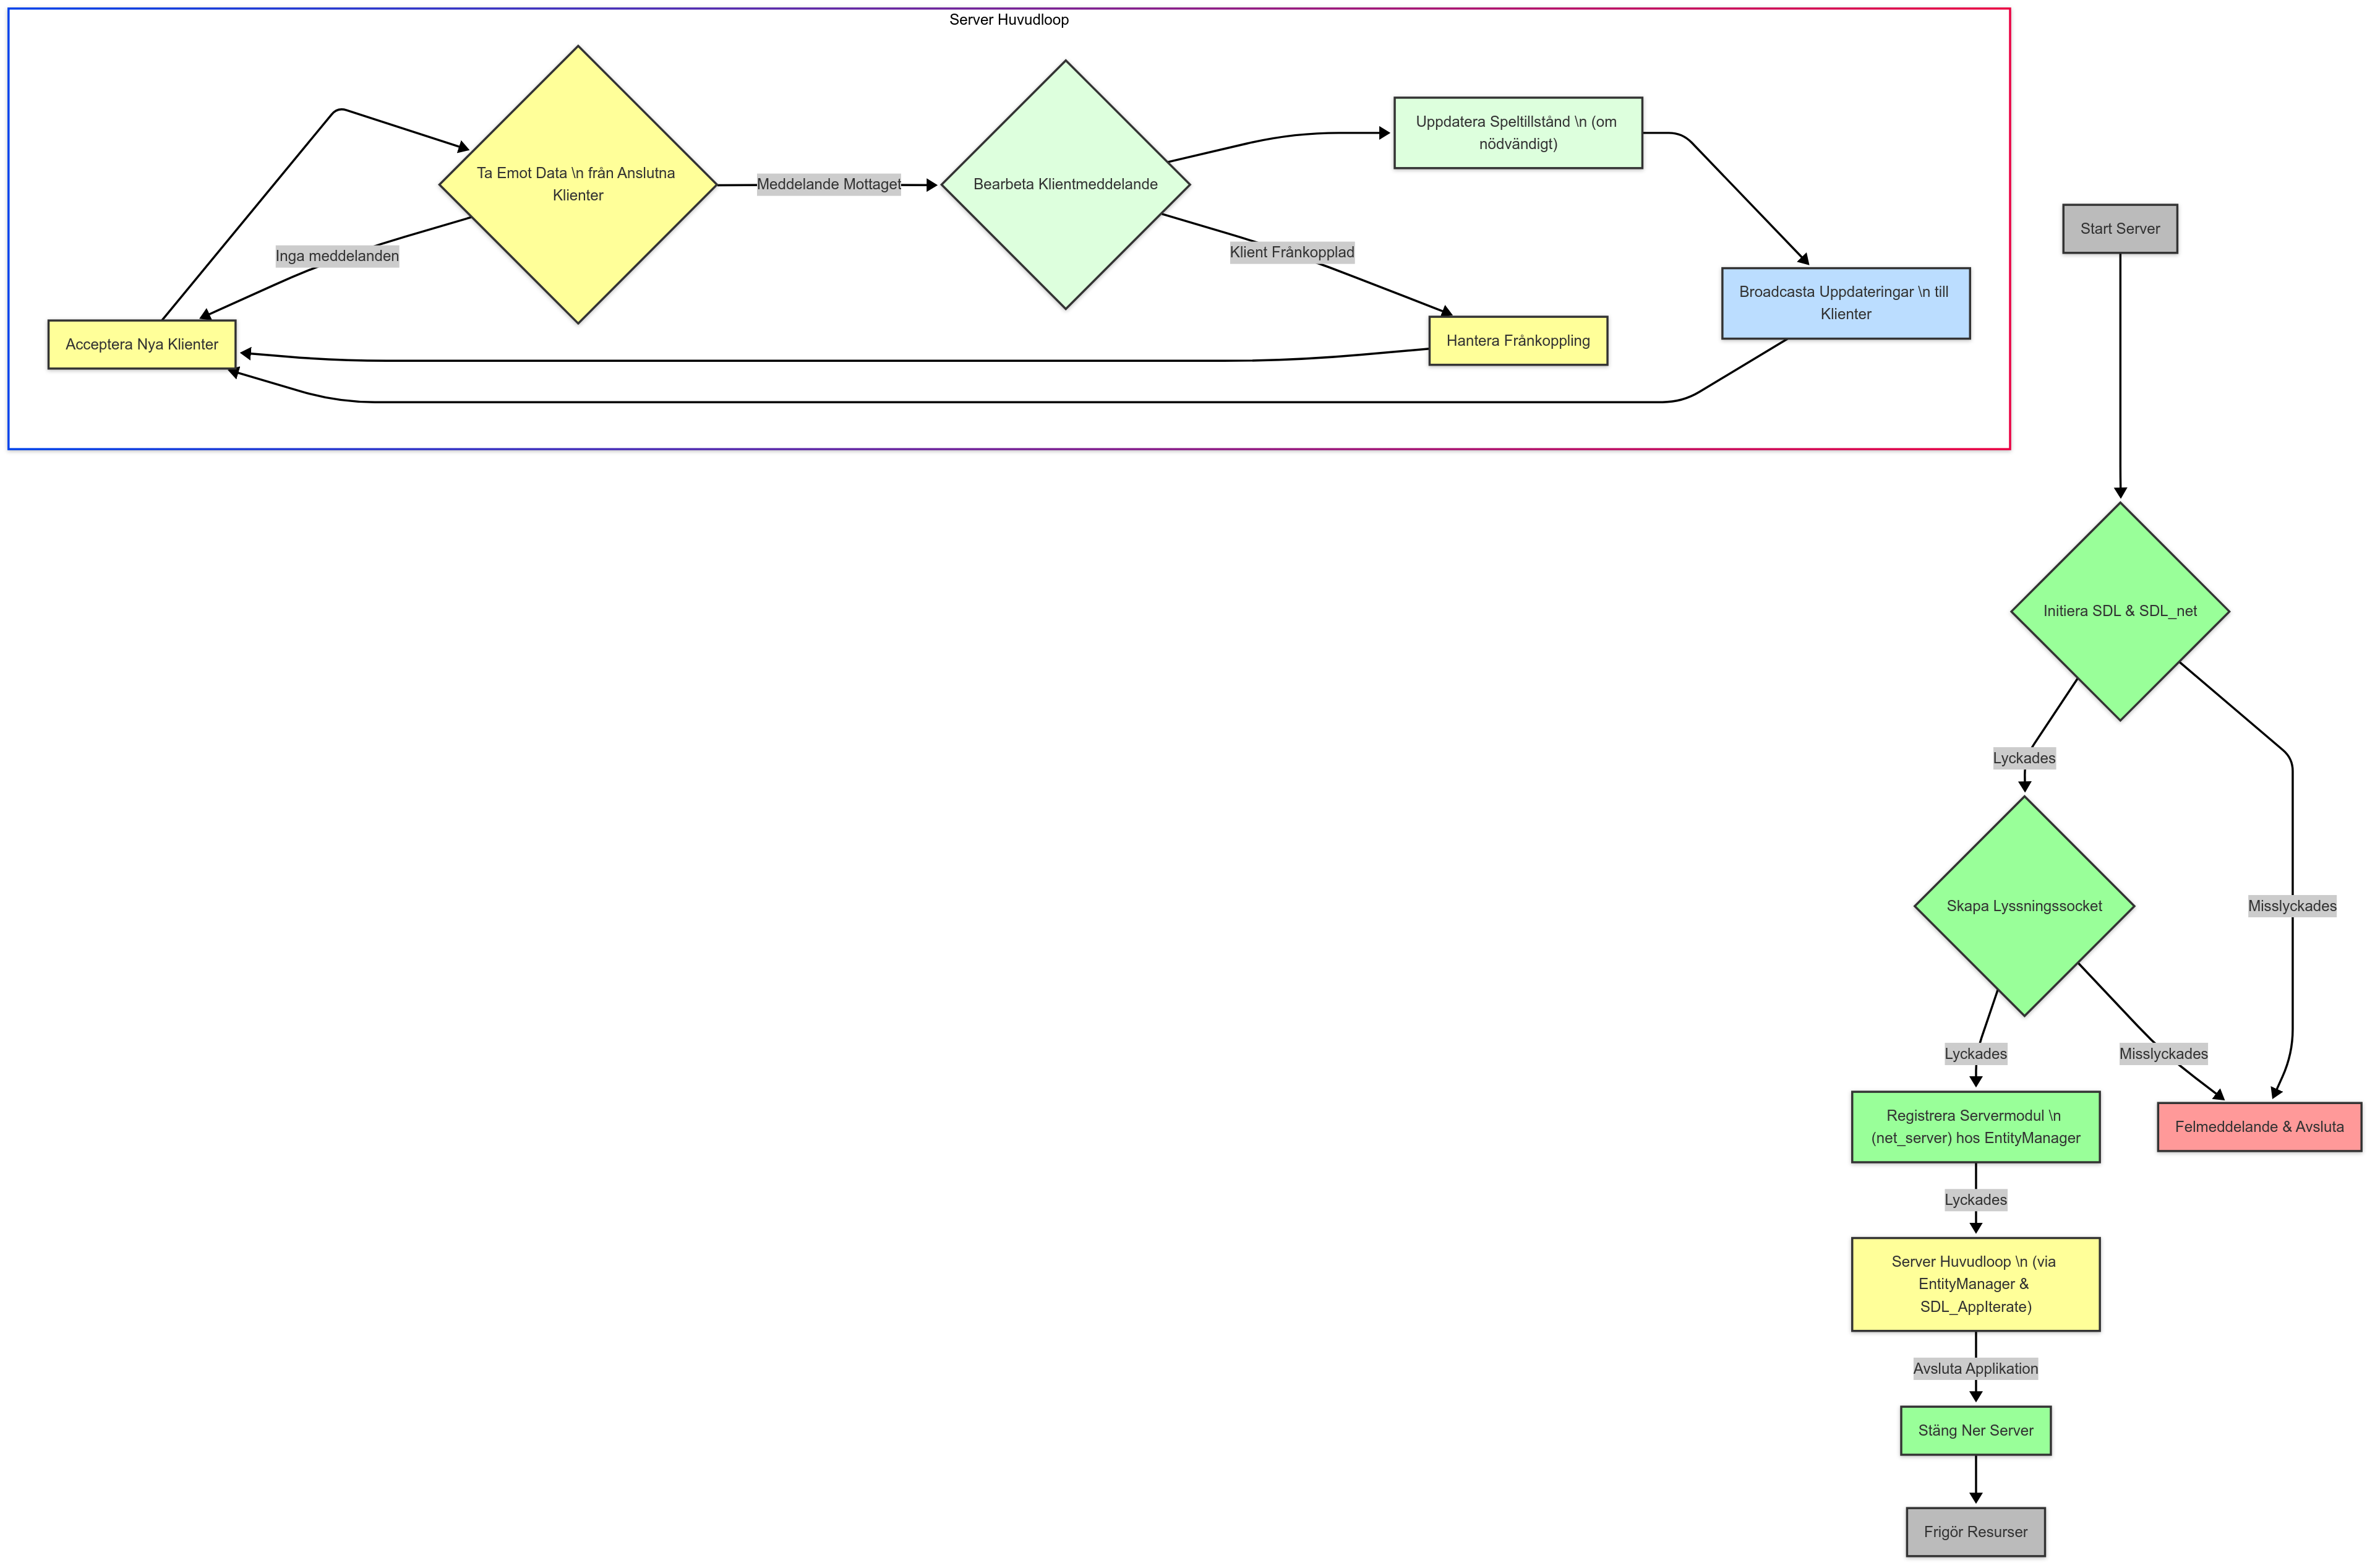 Server Huvudloop
Ta Emot Data \n från Anslutna
Klienter
Meddelande Mottaget
Bearbeta Klientmeddelande
Uppdatera Speltillstånd \n (om
nödvändigt)
Inga meddelanden
Klient Frånkopplad
Broadcasta Uppdateringar \n till
Klienter
Acceptera Nya Klienter
Hantera Frånkoppling
Start Server
Initiera SDL & SDL_net
Lyckades
Misslyckades
Skapa Lyssningssocket
Lyckades
Misslyckades
Registrera Servermodul \n
(net_server) hos EntityManager
Felmeddelande & Avsluta
Lyckades
Server Huvudloop \n (via
EntityManager &
SDL_AppIterate)
Avsluta Applikation
Stäng Ner Server
Frigör Resurser